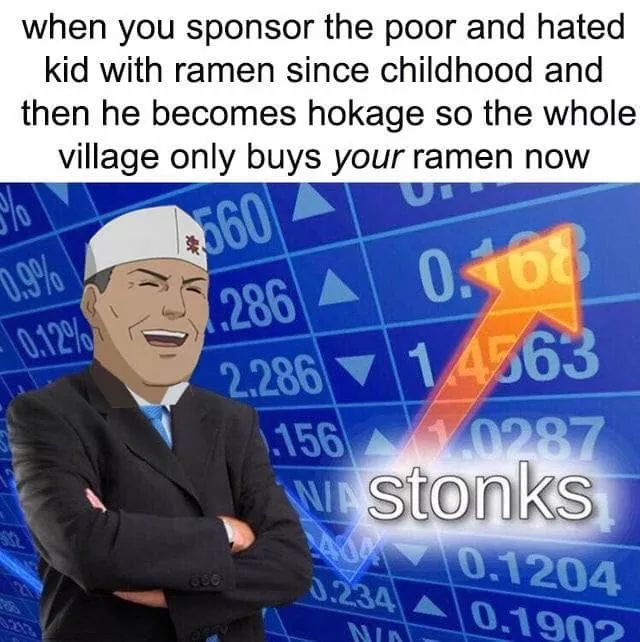 when you sponsor the poor and hated
kid with ramen since childhood and
then he becomes hokage so the whole
village only buys your ramen now
%
560
0.9%
.286
0.168
0.12%
2.286
1.4563
.156
1.0287
N/A
stonks
0.1204
0.234
0.1902
N/A